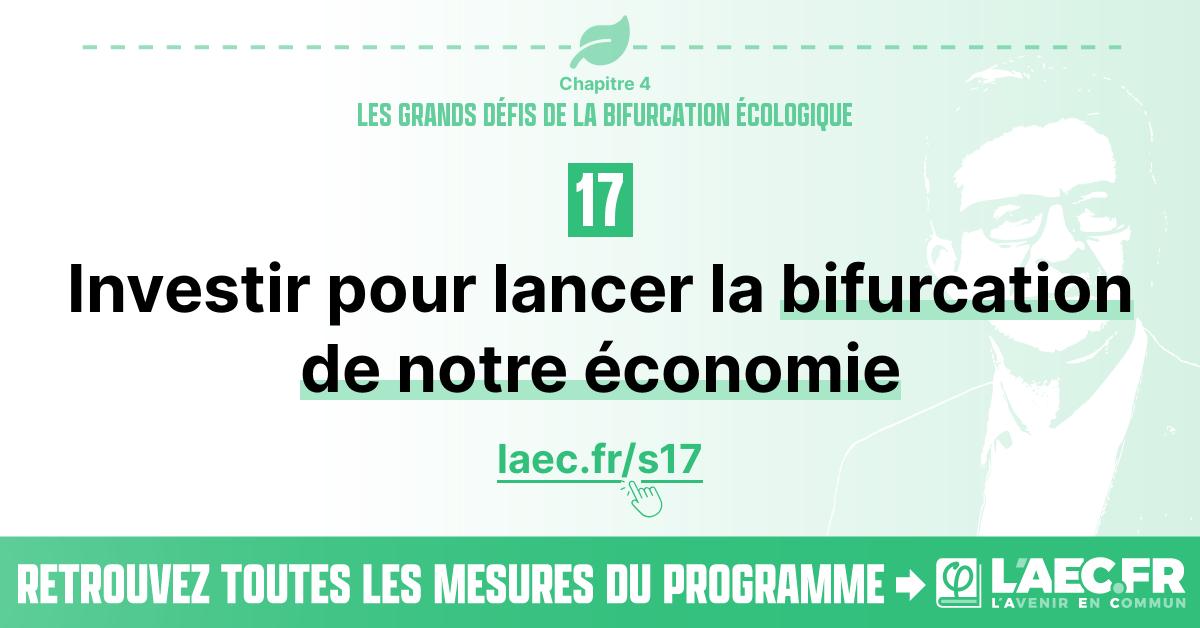 Chapitre 4
LES GRANDS DÉFIS DE LA BIFURCATION ÉCOLOGIQUE
17
Investir pour lancer la bifurcation
de notre économie
laec.fr/s17
RETROUVEZ TOUTES LES MESURES DU PROGRAMME
φ
L'AEC.FR
L'AVENIR EN COMMUN